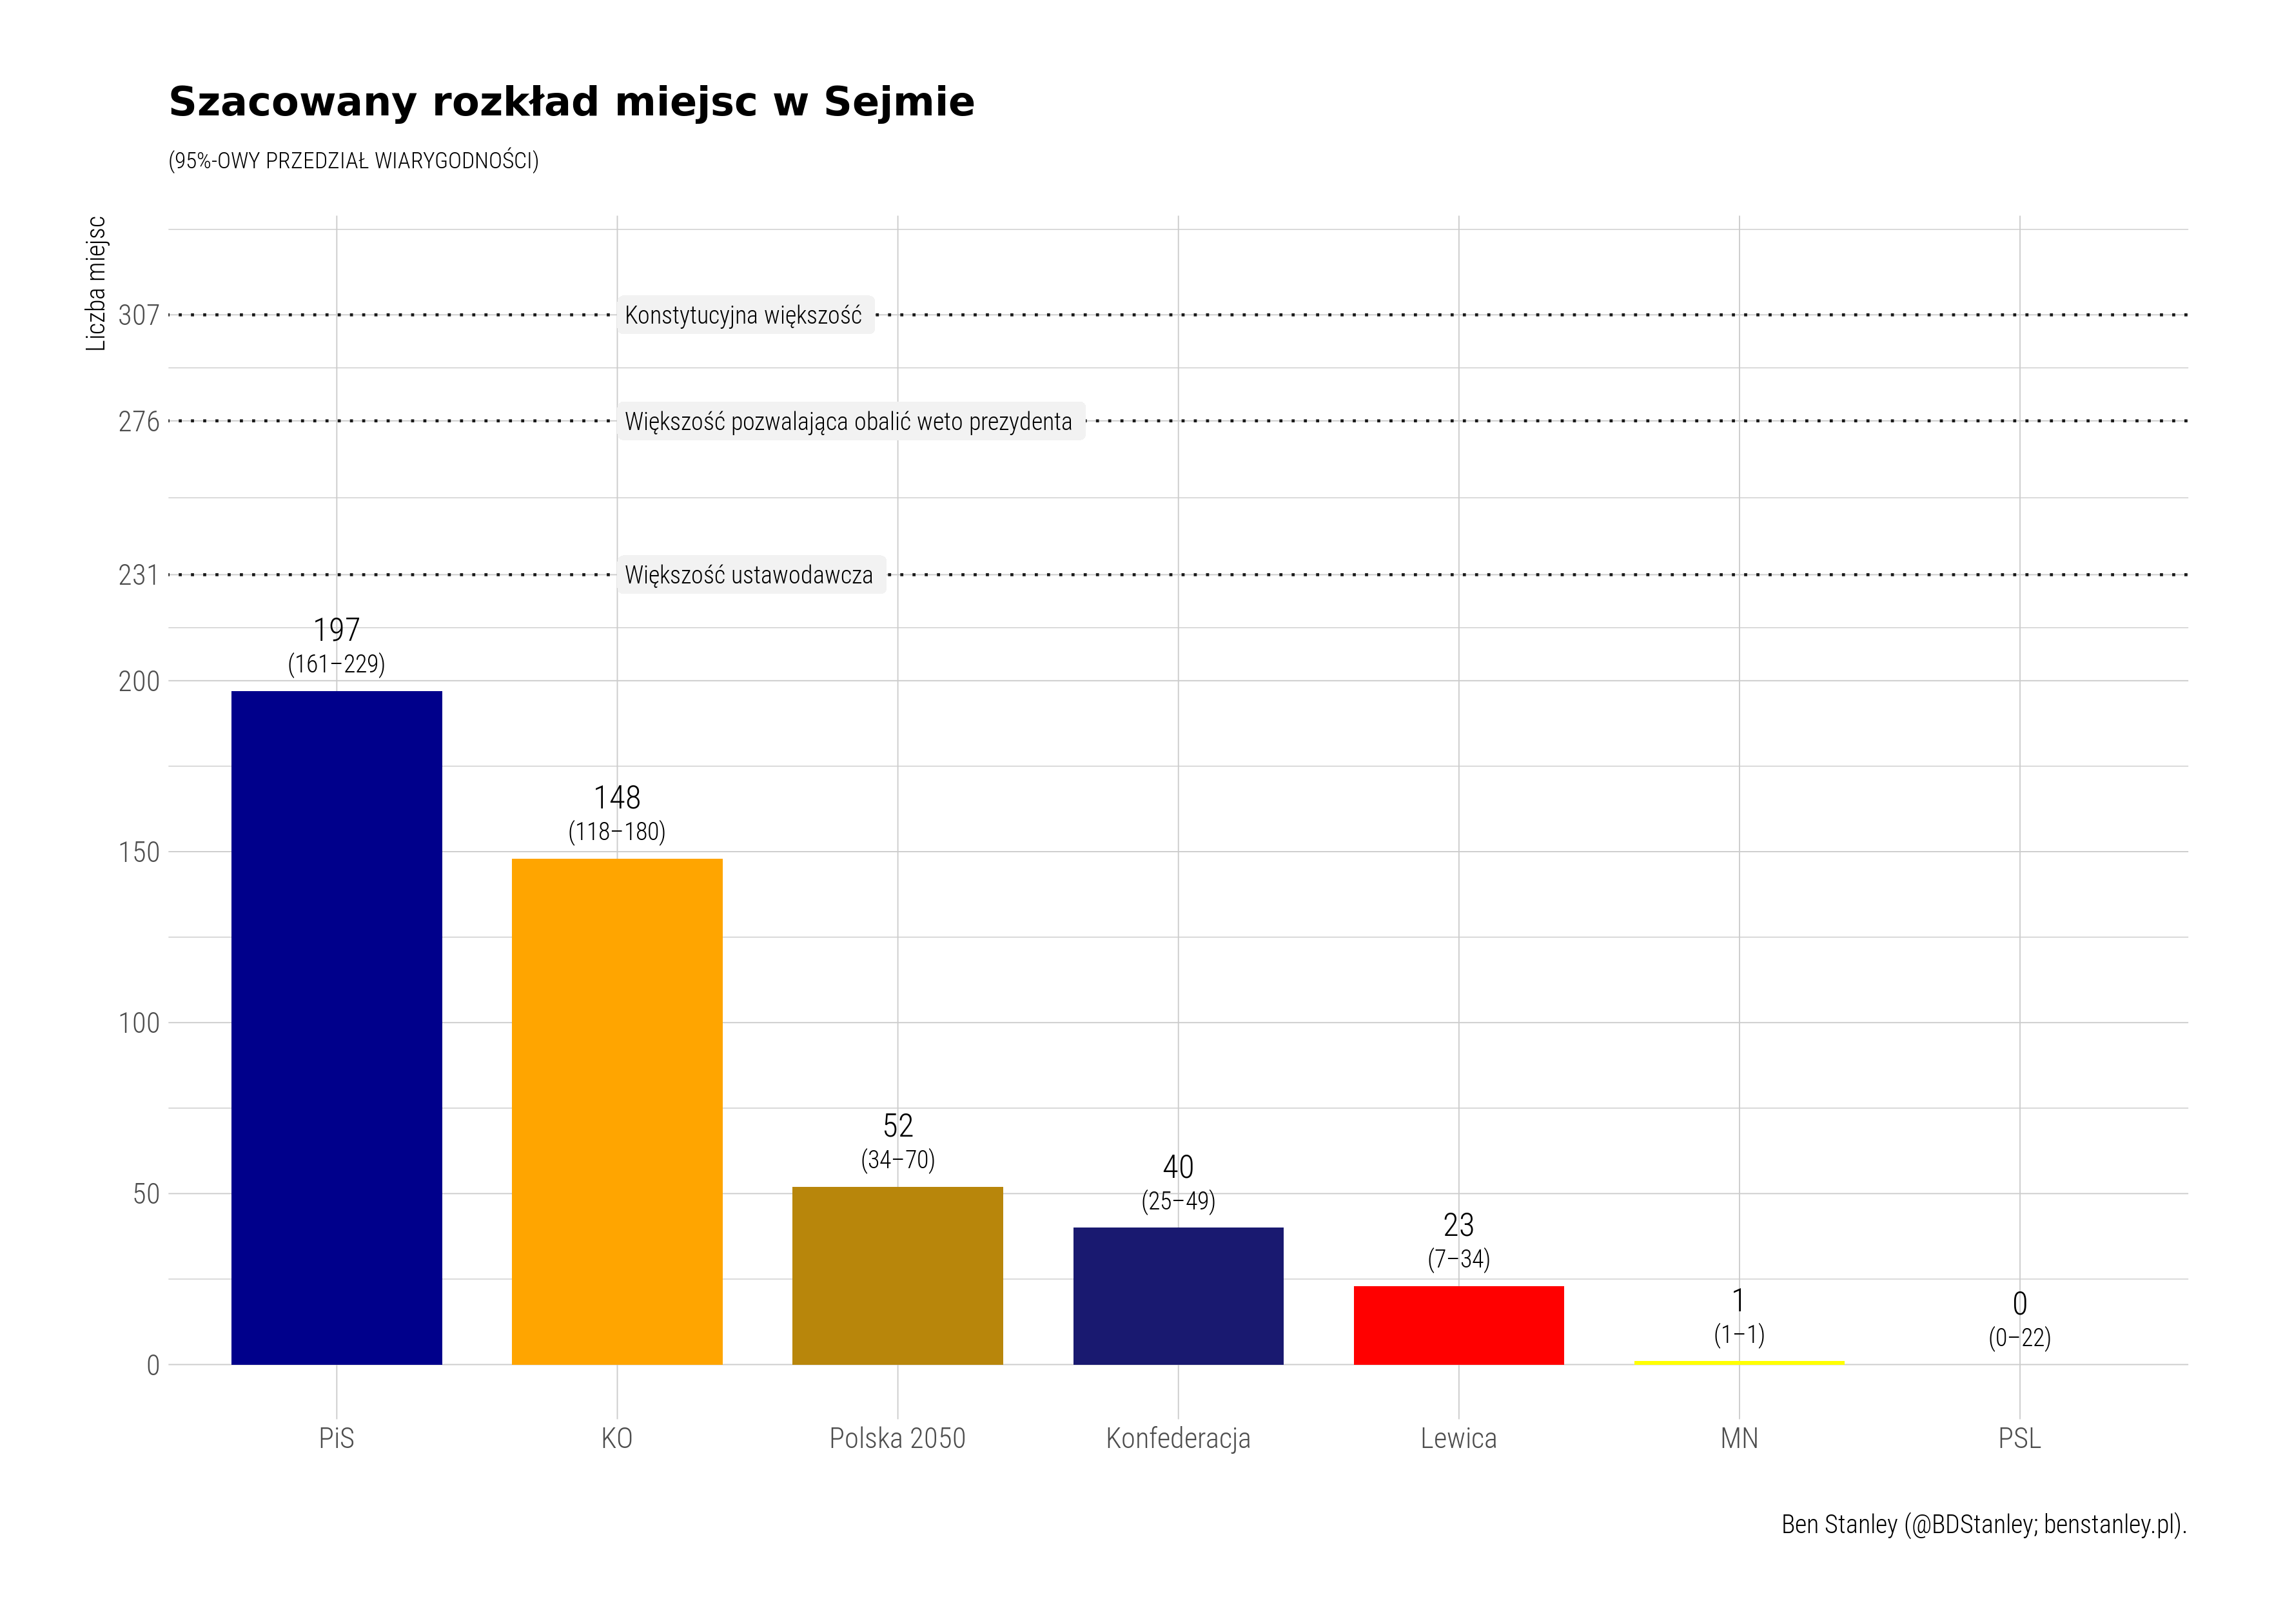 Szacowany rozkład miejsc w Sejmie
(95%-OWY PRZEDZIAŁ WIARYGODNOŚCI)
Liczba miejsc
307
Konstytucyjna większość
276
Większość pozwalająca obalić weto prezydenta
231
Większość ustawodawcza
197
(161–229)
200
148
(118–180)
150
100
52
(34–70)
40
(25–49)
50
23
(7–34)
1
(1–1)
0
(0–22)
0
PiS
KO
Polska 2050
Konfederacja
Lewica
MN
PSL
Ben Stanley (@BDStanley; benstanley.pl).